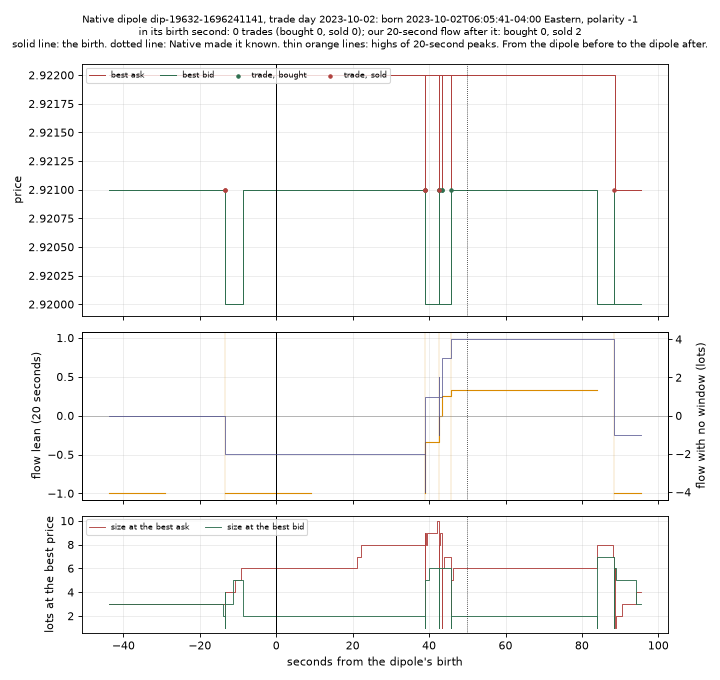 Native dipole dip-19632-1696241141, trade day 2023-10-02: born 2023-10-02T06:05:41-04:00 Eastern, polarity -1
in its birth second: 0 trades (bought 0, sold 0); our 20-second flow after it: bought 0, sold 2
solid line: the birth. dotted line: Native made it known. thin orange lines: highs of 20-second peaks. From the dipole before to the dipole after.
best ask
best bid
trade, bought
trade, sold
2.92200
2.92175
2.92150
2.92125
2.92100
2.92075
2.92050
2.92025
2.92000
price
1.0
0.5
0.0
−0.5
−1.0
flow lean (20 seconds)
4
2
0
−2
−4
flow with no window (lots)
size at the best ask
size at the best bid
10
8
6
4
2
lots at the best price
−40
−20
0
20
40
60
80
100
seconds from the dipole's birth